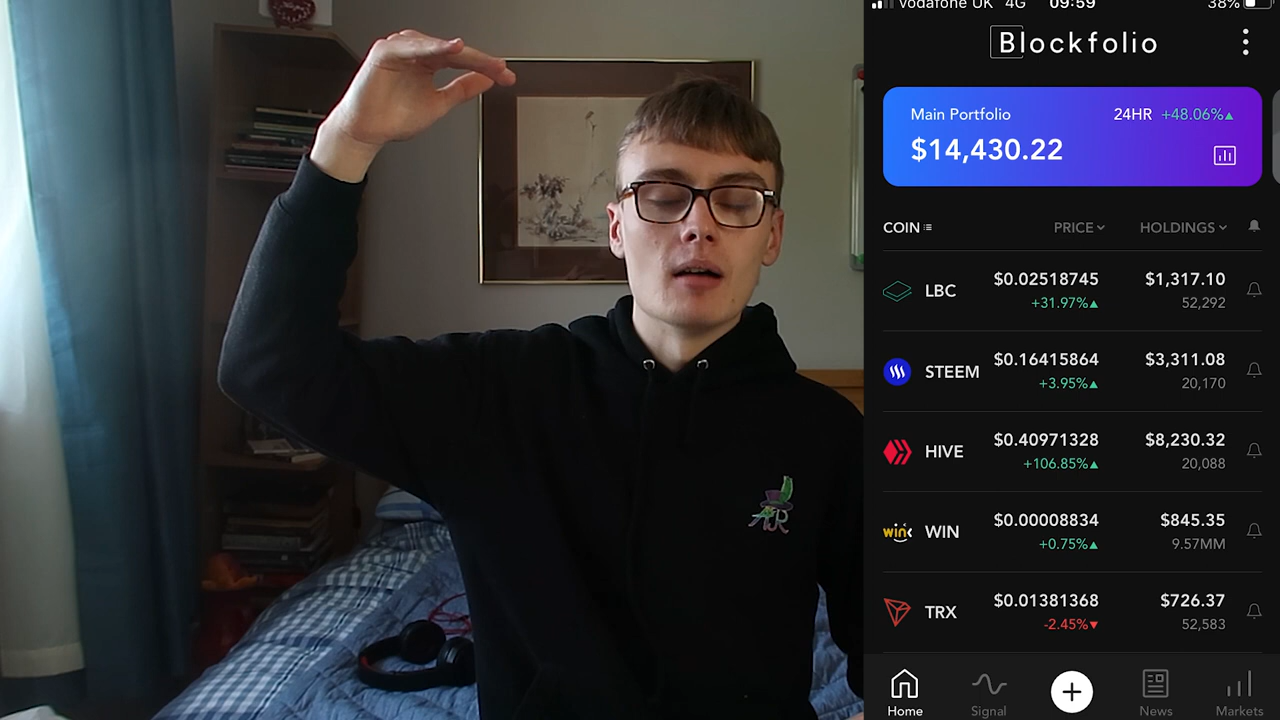 vodafone UK 4G 09:59 38%
Blockfolio
Main Portfolio 24HR +48.06%▲
$14,430.22
COIN PRICE HOLDINGS
LBC $0.02518745 $1,317.10
+31.97%▲ 52,292
STEEM $0.16415864 $3,311.08
+3.95%▲ 20,170
HIVE $0.40971328 $8,230.32
+106.85%▲ 20,088
wink WIN $0.00008834 $845.35
+0.75%▲ 9.57MM
TRX $0.01381368 $726.37
-2.45%▼ 52,583
Home Signal + News Markets
AR